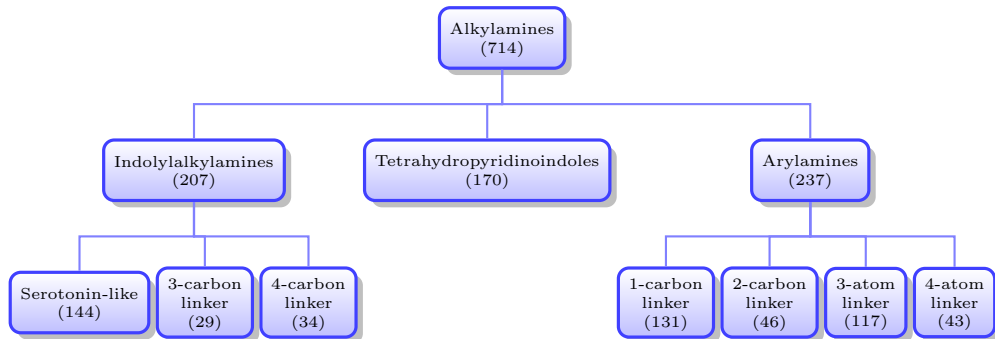 Alkylamines
(714)
Indolylalkylamines
(207)
Tetrahydropyridinoindoles
(170)
Arylamines
(237)
Serotonin-like
(144)
3-carbon
linker
(29)
4-carbon
linker
(34)
1-carbon
linker
(131)
2-carbon
linker
(46)
3-atom
linker
(117)
4-atom
linker
(43)